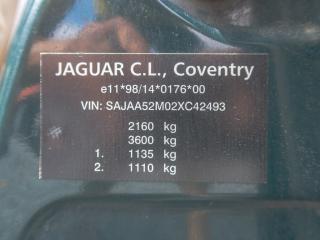 JAGUAR C.L., Coventry
e11*98/14*0176*00
VIN: SAJAA52M02XC42493
2160 kg
3600 kg
1. 1135 kg
2. 1110 kg